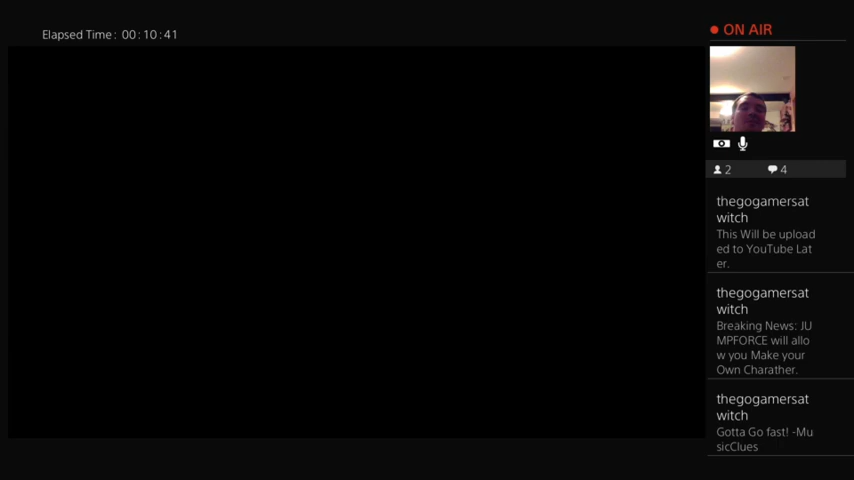 Elapsed Time: 00:10:41
ON AIR
2 4
thegogamersat
witch
This Will be upload
ed to YouTube Lat
er.
thegogamersat
witch
Breaking News: JU
MPFORCE will allo
w you Make your
Own Charather.
thegogamersat
witch
Gotta Go fast! -Mu
sicClues